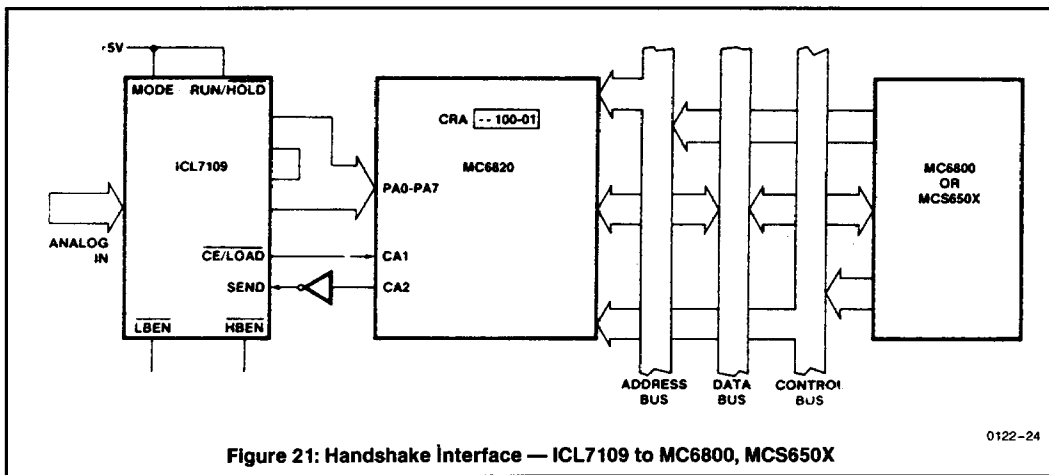 +5V
MODE RUN/HOLD
ICL7109
ANALOG
IN
CE/LOAD
SEND
LBEN HBEN
CRA -- 100-01
MC6820
PA0-PA7
CA1
CA2
MC6800
OR
MCS650X
ADDRESS
BUS
DATA
BUS
CONTROL
BUS
0122-24
Figure 21: Handshake Interface — ICL7109 to MC6800, MCS650X